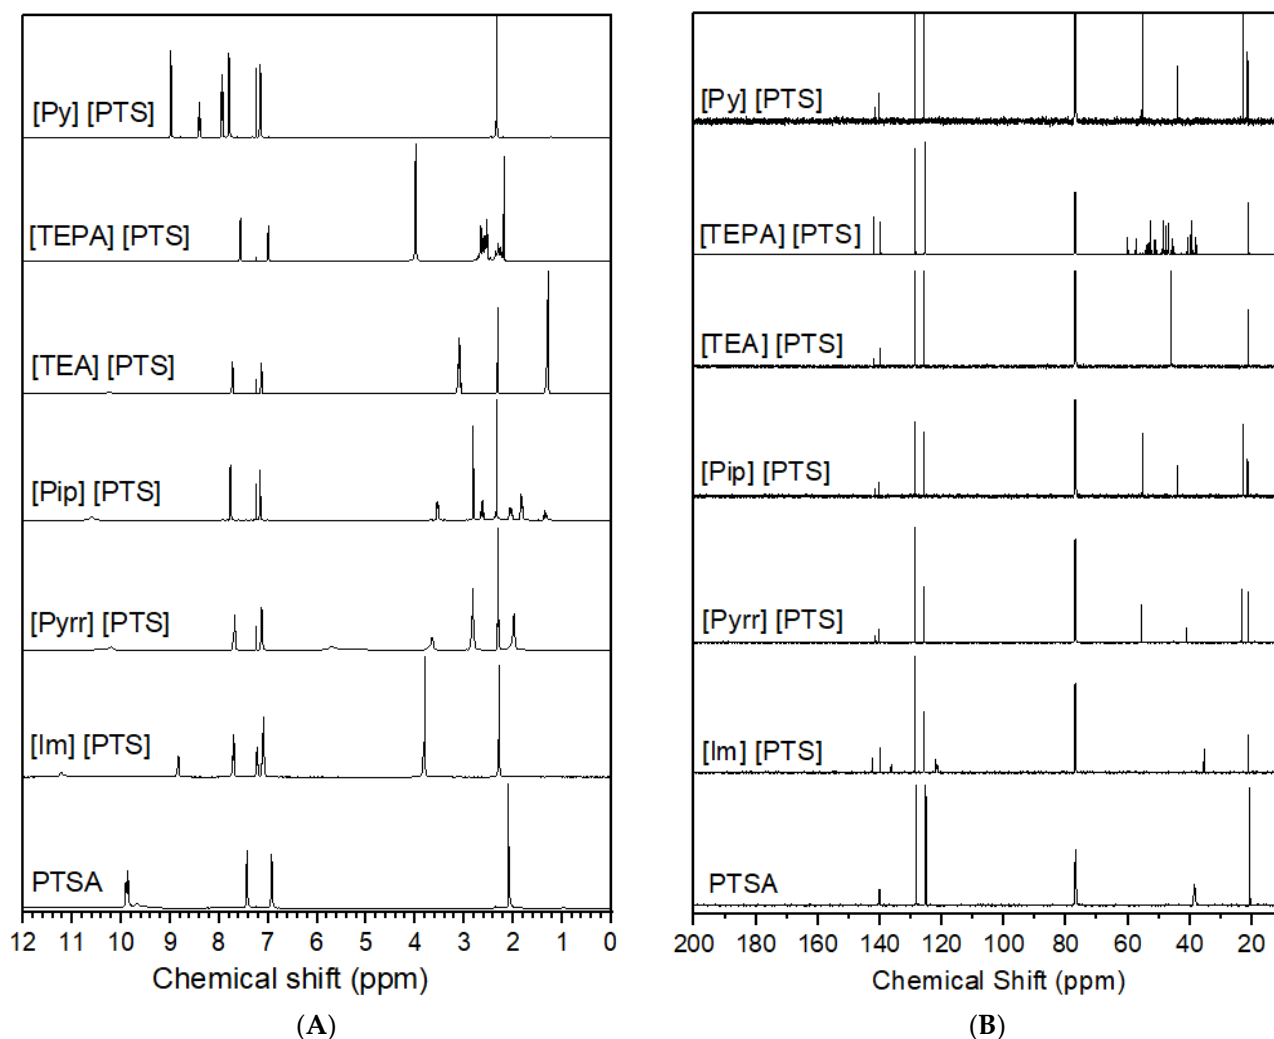 [Py] [PTS]
[TEPA] [PTS]
[TEA] [PTS]
[Pip] [PTS]
[Pyrr] [PTS]
[Im] [PTS]
PTSA
12 11 10 9 8 7 6 5 4 3 2 1 0
Chemical shift (ppm)
(A)
[Py] [PTS]
[TEPA] [PTS]
[TEA] [PTS]
[Pip] [PTS]
[Pyrr] [PTS]
[Im] [PTS]
PTSA
200 180 160 140 120 100 80 60 40 20
Chemical Shift (ppm)
(B)